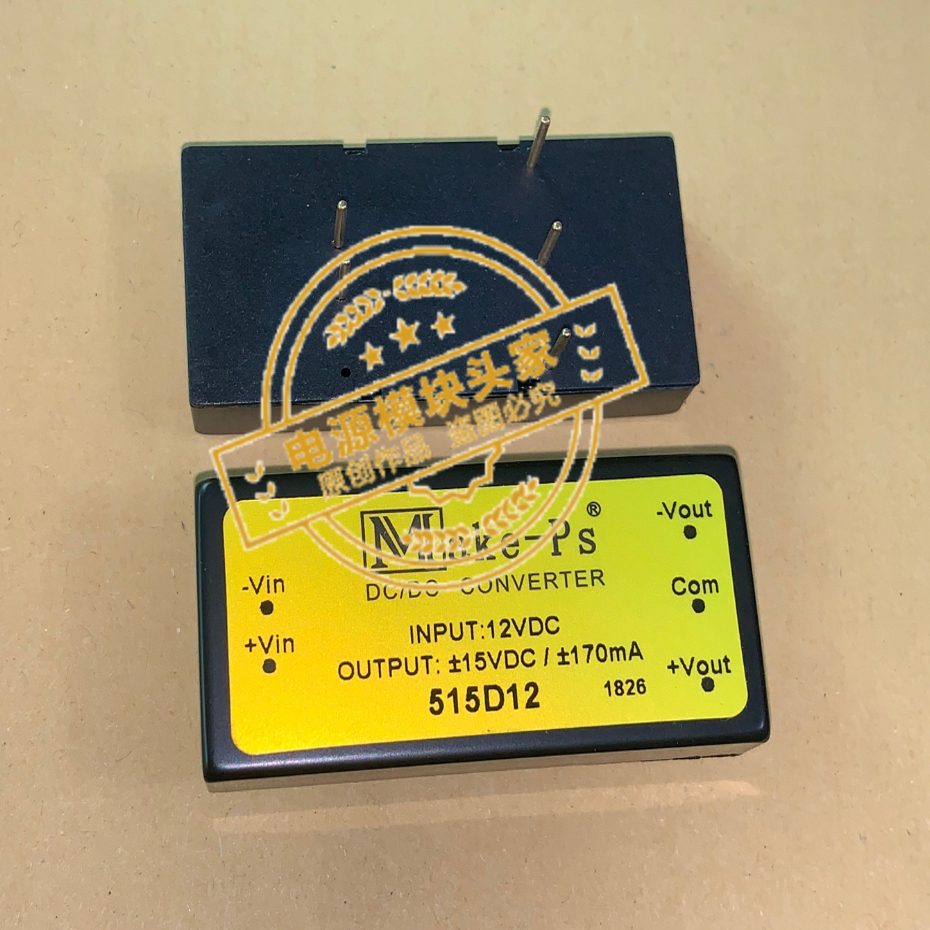 电源模块头家
原创作品 盗图必究
Make-Ps®
DC/DC CONVERTER
-Vin
+Vin
-Vout
Com
+Vout
INPUT:12VDC
OUTPUT: ±15VDC / ±170mA
515D12
1826